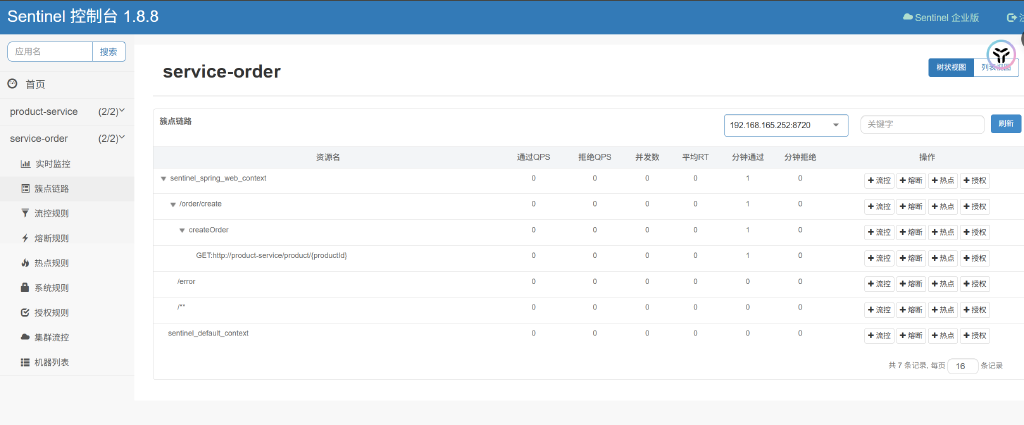 Sentinel 控制台 1.8.8
Sentinel 企业版
应用名 搜索
首页
product-service (2/2)
service-order (2/2)
实时监控
簇点链路
流控规则
熔断规则
热点规则
系统规则
授权规则
集群流控
机器列表
service-order
树状视图
簇点链路 192.168.165.252:8720 关键字 刷新
资源名 通过QPS 拒绝QPS 并发数 平均RT 分钟通过 分钟拒绝 操作
sentinel_spring_web_context 0 0 0 0 1 0 流控 熔断 热点 授权
/order/create 0 0 0 0 1 0 流控 熔断 热点 授权
createOrder 0 0 0 0 1 0 流控 熔断 热点 授权
GET:http://product-service/product/{productId} 0 0 0 0 1 0 流控 熔断 热点 授权
/error 0 0 0 0 0 0 流控 熔断 热点 授权
/** 0 0 0 0 0 0 流控 熔断 热点 授权
sentinel_default_context 0 0 0 0 0 0 流控 熔断 热点 授权
共 7 条记录, 每页 16 条记录